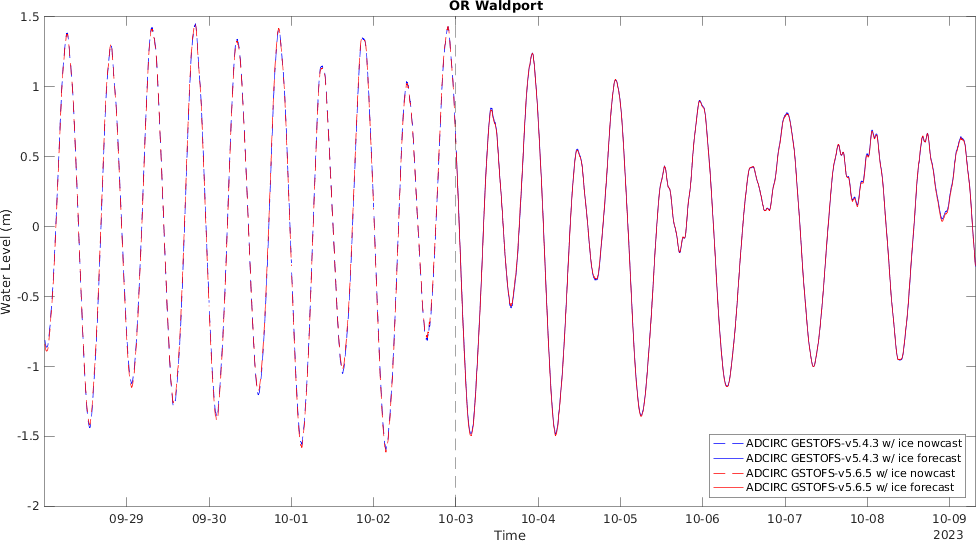 OR Waldport
1.5
1
0.5
0
-0.5
-1
-1.5
-2
Water Level (m)
ADCIRC GESTOFS-v5.4.3 w/ ice nowcast
ADCIRC GESTOFS-v5.4.3 w/ ice forecast
ADCIRC GSTOFS-v5.6.5 w/ ice nowcast
ADCIRC GSTOFS-v5.6.5 w/ ice forecast
09-29 09-30 10-01 10-02 10-03 10-04 10-05 10-06 10-07 10-08 10-09
Time 2023